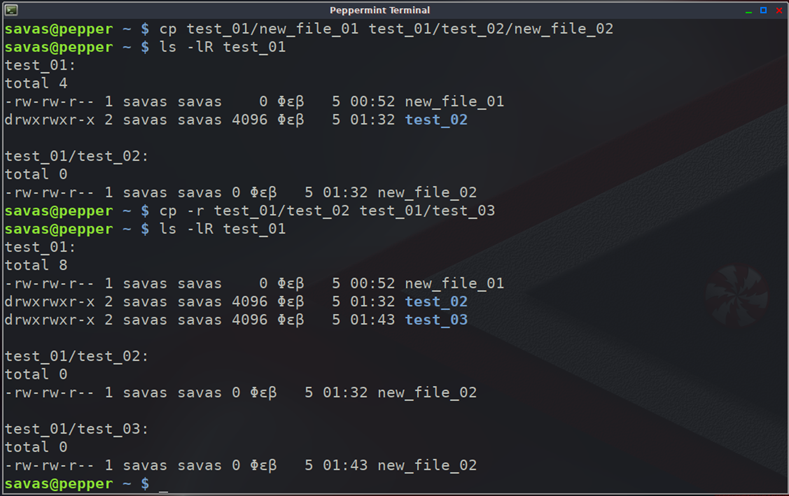 Peppermint Terminal
savas@pepper ~ $ cp test_01/new_file_01 test_01/test_02/new_file_02
savas@pepper ~ $ ls -lR test_01
test_01:
total 4
-rw-rw-r-- 1 savas savas    0 Φεβ   5 00:52 new_file_01
drwxrwxr-x 2 savas savas 4096 Φεβ   5 01:32 test_02
test_01/test_02:
total 0
-rw-rw-r-- 1 savas savas 0 Φεβ   5 01:32 new_file_02
savas@pepper ~ $ cp -r test_01/test_02 test_01/test_03
savas@pepper ~ $ ls -lR test_01
test_01:
total 8
-rw-rw-r-- 1 savas savas    0 Φεβ   5 00:52 new_file_01
drwxrwxr-x 2 savas savas 4096 Φεβ   5 01:32 test_02
drwxrwxr-x 2 savas savas 4096 Φεβ   5 01:43 test_03
test_01/test_02:
total 0
-rw-rw-r-- 1 savas savas 0 Φεβ   5 01:32 new_file_02
test_01/test_03:
total 0
-rw-rw-r-- 1 savas savas 0 Φεβ   5 01:43 new_file_02
savas@pepper ~ $ _